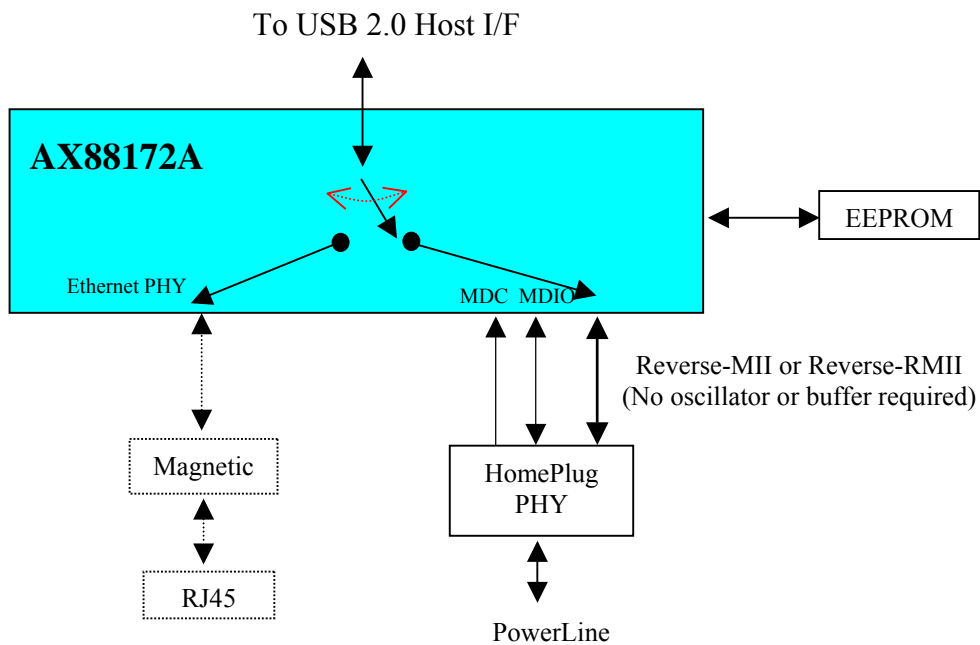 To USB 2.0 Host I/F
AX88172A
EEPROM
Ethernet PHY
MDC MDIO
Reverse-MII or Reverse-RMII
(No oscillator or buffer required)
Magnetic
HomePlug
PHY
RJ45
PowerLine